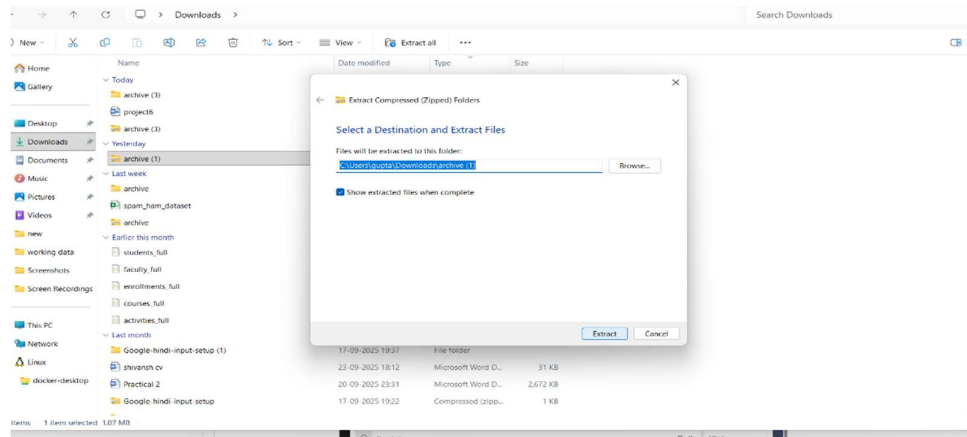 Downloads
Search Downloads
New
Sort
View
Extract all
Home
Gallery
Desktop
Downloads
Documents
Music
Pictures
Videos
new
working data
Screenshots
Screen Recordings
This PC
Network
Linux
docker-desktop
Name
Date modified
Type
Size
Today
archive (3)
project6
archive (3)
Yesterday
archive (1)
Last week
archive
spam_ham_dataset
archive
Earlier this month
students_full
faculty_full
enrollments_full
courses_full
activities_full
Last month
Google-hindi-input-setup (1) 17-09-2025 19:37 File folder
shivansh cv 23-09-2025 18:12 Microsoft Word D... 31 KB
Practical 2 20-09-2025 23:31 Microsoft Word D... 2,672 KB
Google-hindi-input-setup 17-09-2025 19:22 Compressed (zipp... 1 KB
Extract Compressed (Zipped) Folders
Select a Destination and Extract Files
Files will be extracted to this folder:
C:\Users\gupta\Downloads\archive (1)
Browse...
Show extracted files when complete
Extract
Cancel
items 1 item selected 1.07 MB